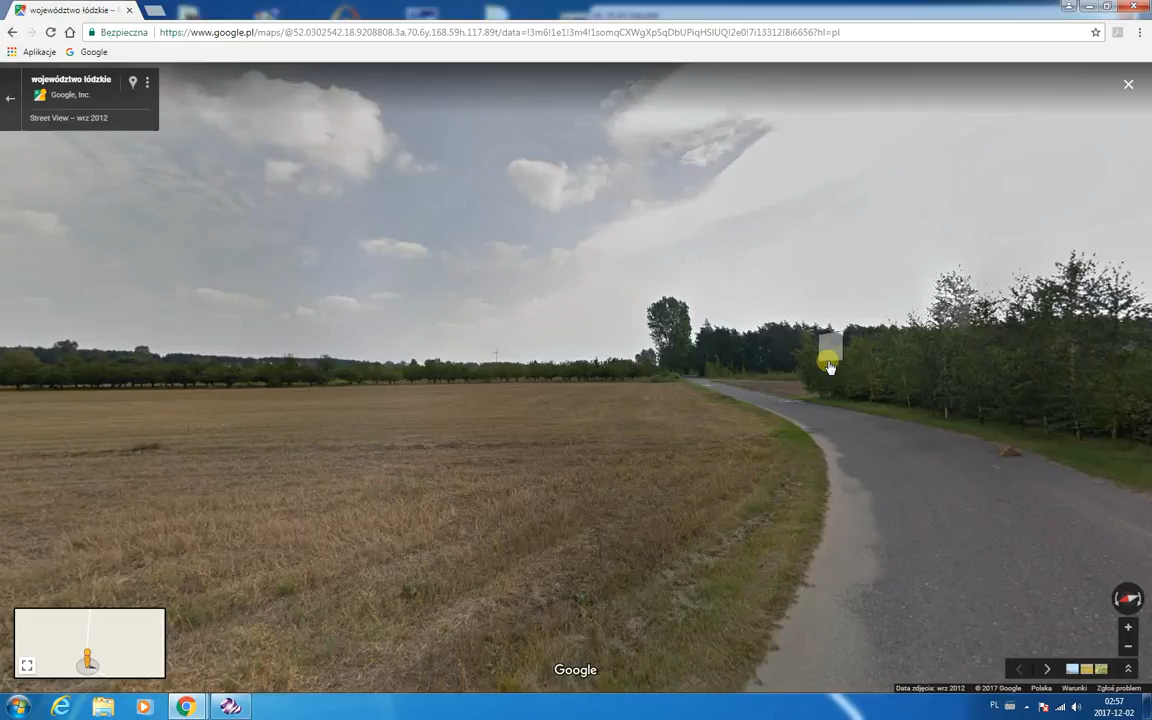 województwo łódzkie –
Bezpieczna
https://www.google.pl/maps/@52.0302542,18.9208808,3a,70.6y,168.59h,117.89t/data=!3m6!1e1!3m4!1somqCXWgXpSqDbUPiqHSIUQ!2e0!7i13312!8i6656?hl=pl
Aplikacje
Google
województwo łódzkie
Google, Inc.
Street View – wrz 2012
Google
Data zdjęcia: wrz 2012
© 2017 Google
Polska
Warunki
Zgłoś problem
PL
02:57
2017-12-02